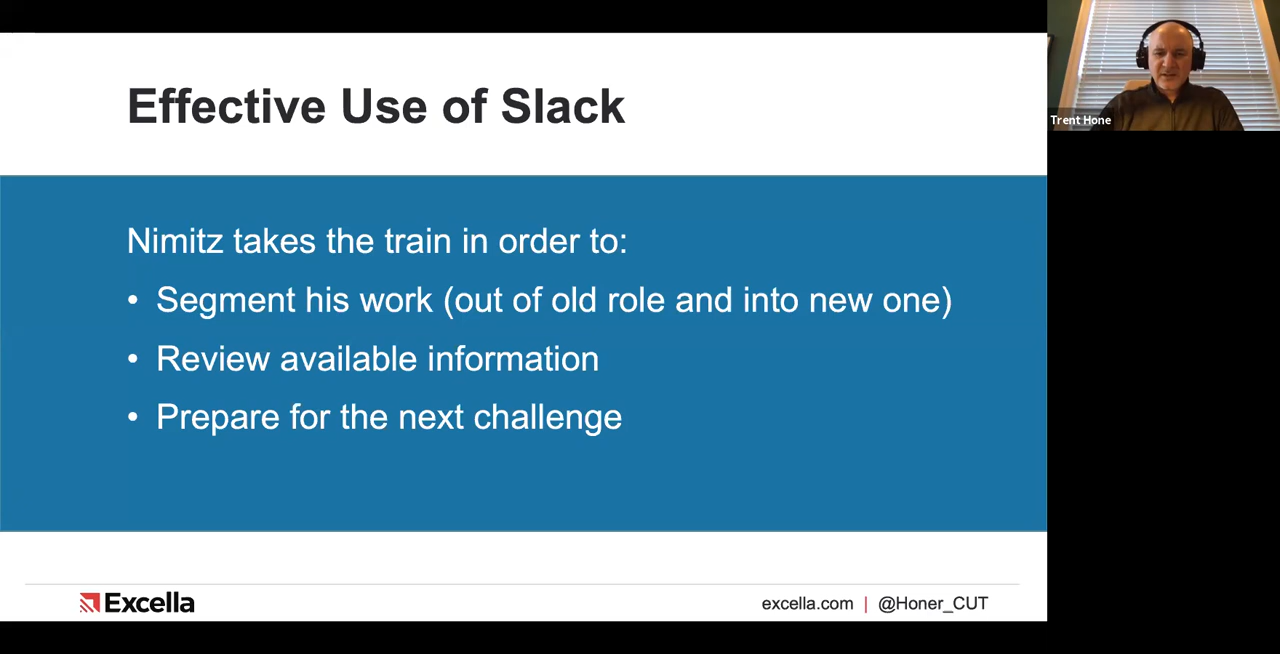 Effective Use of Slack
Trent Hone
Nimitz takes the train in order to:
• Segment his work (out of old role and into new one)
• Review available information
• Prepare for the next challenge
Excella
excella.com | @Honer_CUT